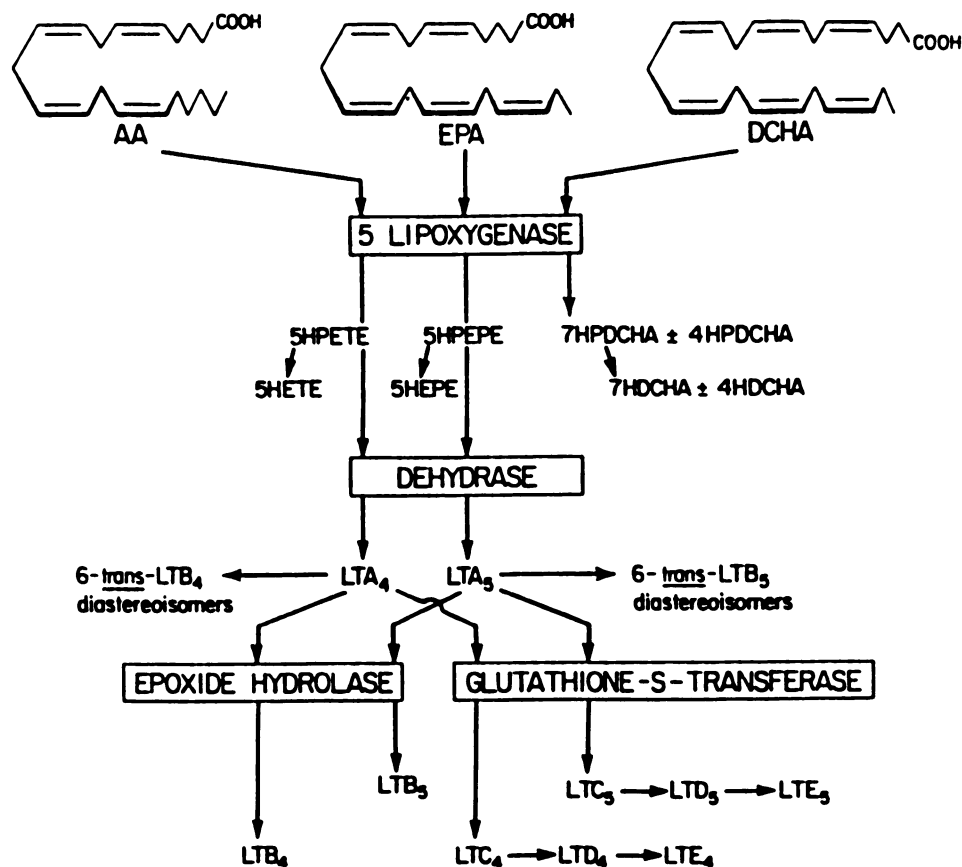 COOH COOH COOH
AA EPA DCHA
5 LIPOXYGENASE
5HPETE 5HPEPE 7HPDCHA ± 4HPDCHA
5HETE 5HEPE 7HDCHA ± 4HDCHA
DEHYDRASE
6-trans-LTB₄ LTA₄ LTA₅ 6-trans-LTB₅
diastereoisomers diastereoisomers
EPOXIDE HYDROLASE GLUTATHIONE-S-TRANSFERASE
LTB₅ LTC₅ LTD₅ LTE₅
LTB₄ LTC₄ LTD₄ LTE₄